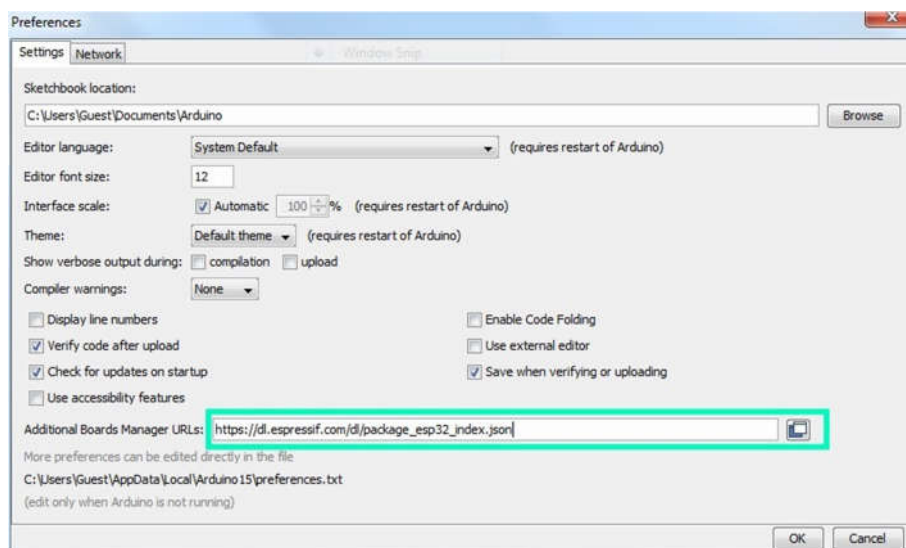 Preferences
Settings Network Window Snip
Sketchbook location:
C:\Users\Guest\Documents\Arduino Browse
Editor language: System Default (requires restart of Arduino)
Editor font size: 12
Interface scale: Automatic 100 % (requires restart of Arduino)
Theme: Default theme (requires restart of Arduino)
Show verbose output during: compilation upload
Compiler warnings: None
Display line numbers Enable Code Folding
Verify code after upload Use external editor
Check for updates on startup Save when verifying or uploading
Use accessibility features
Additional Boards Manager URLs: https://dl.espressif.com/dl/package_esp32_index.json
More preferences can be edited directly in the file
C:\Users\Guest\AppData\Local\Arduino15\preferences.txt
(edit only when Arduino is not running)
OK Cancel